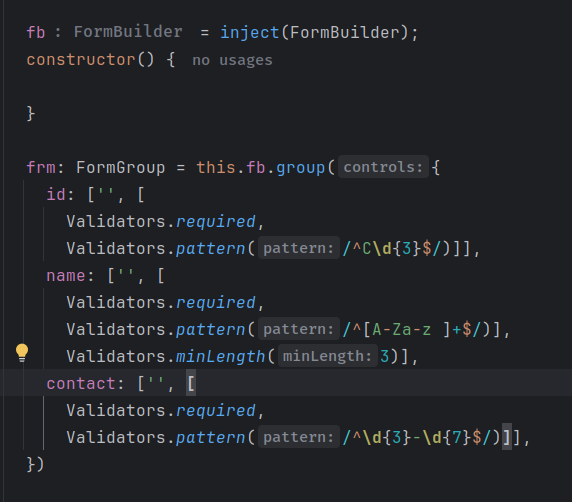 fb : FormBuilder = inject(FormBuilder);
constructor() { no usages
}
frm: FormGroup = this.fb.group( controls: {
id: ['', [
Validators.required,
Validators.pattern( pattern: /^C\d{3}$/)]],
name: ['', [
Validators.required,
Validators.pattern( pattern: /^[A-Za-z ]+$/)],
Validators.minLength( minLength: 3)],
contact: ['', [
Validators.required,
Validators.pattern( pattern: /^\d{3}-\d{7}$/)]],
})